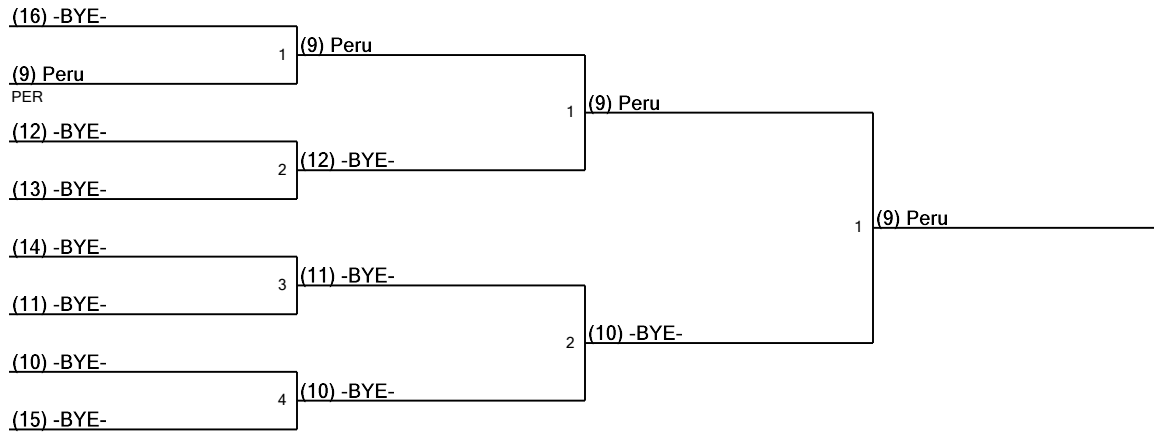 (16) -BYE-
1
(9) Peru
(9) Peru
PER
1
(9) Peru
(12) -BYE-
2
(12) -BYE-
(13) -BYE-
1
(9) Peru
(14) -BYE-
3
(11) -BYE-
(11) -BYE-
2
(10) -BYE-
(10) -BYE-
4
(10) -BYE-
(15) -BYE-